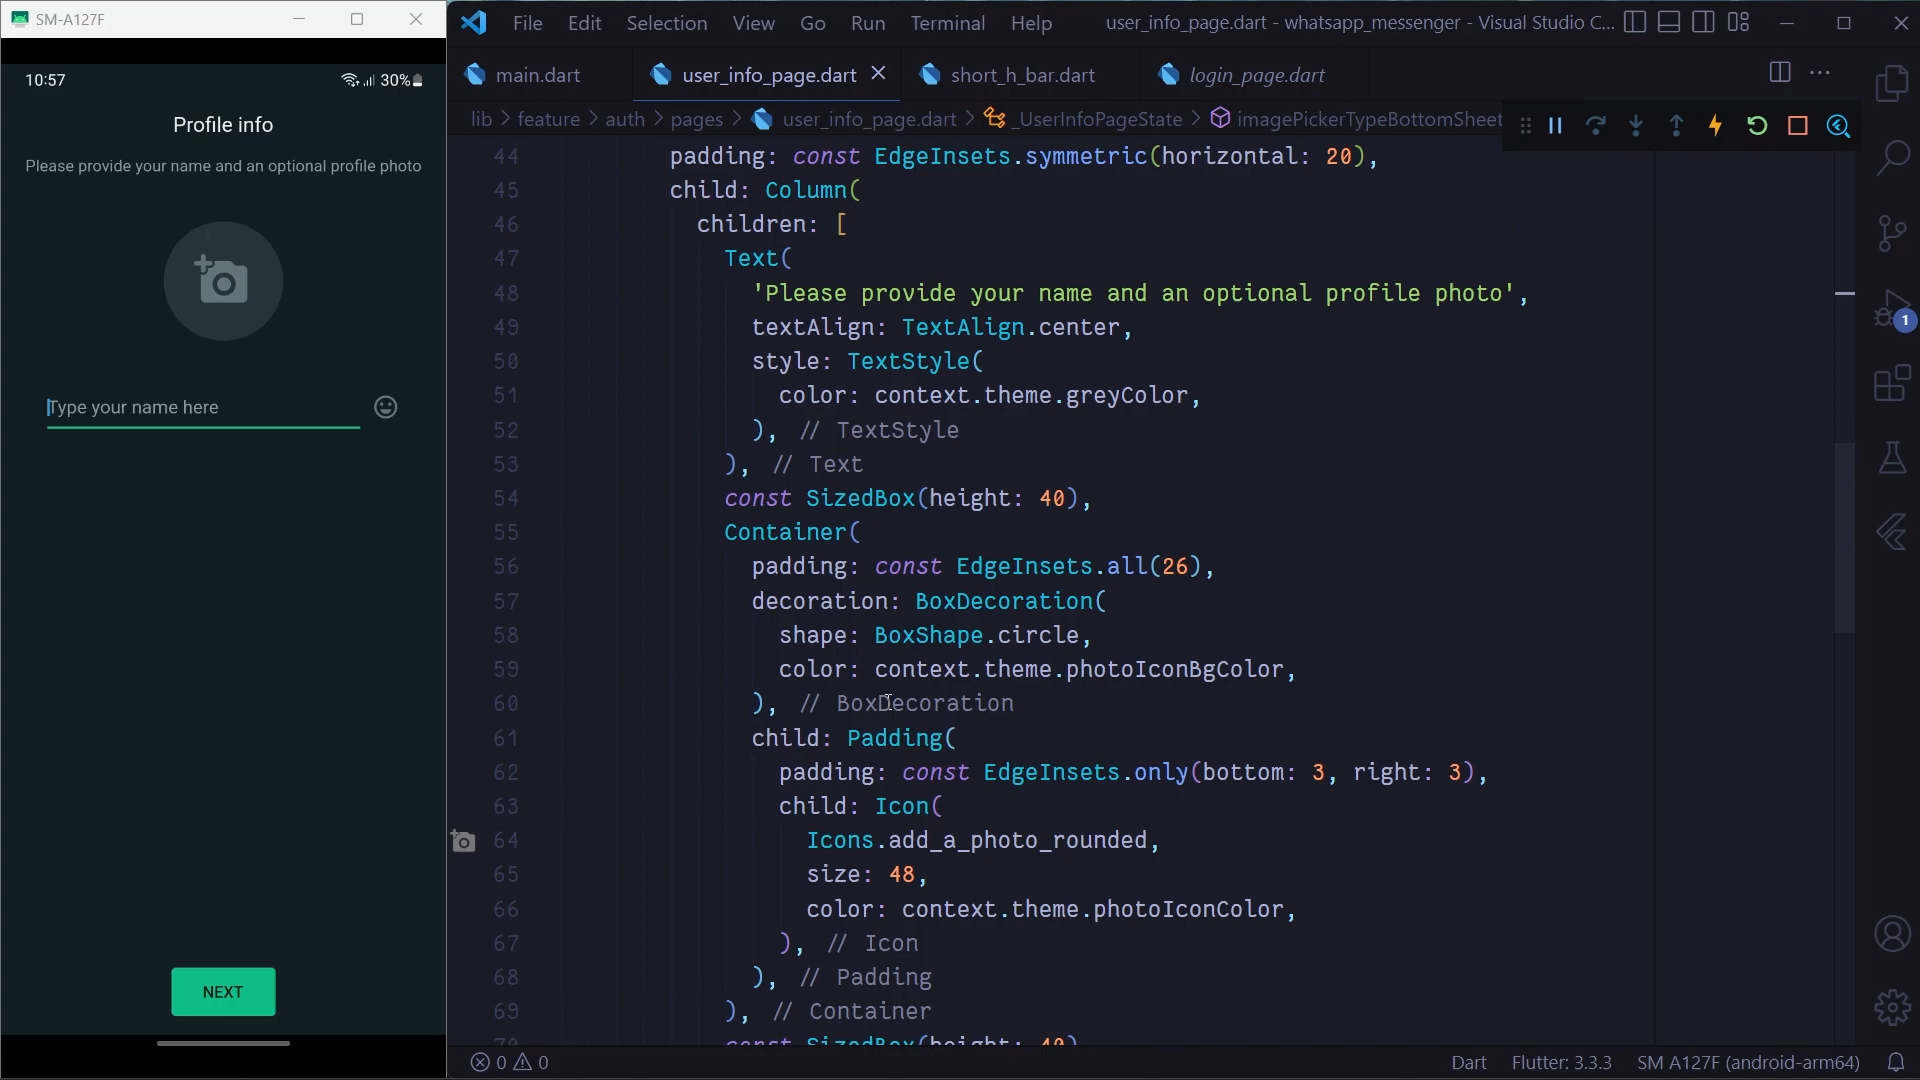 SM-A127F
10:57
30%
Profile info
Please provide your name and an optional profile photo
Type your name here
NEXT
File Edit Selection View Go Run Terminal Help
user_info_page.dart - whatsapp_messenger - Visual Studio C...
main.dart
user_info_page.dart
short_h_bar.dart
login_page.dart
lib > feature > auth > pages > user_info_page.dart > _UserInfoPageState > imagePickerTypeBottomSheet
44 padding: const EdgeInsets.symmetric(horizontal: 20),
45 child: Column(
46 children: [
47 Text(
48 'Please provide your name and an optional profile photo',
49 textAlign: TextAlign.center,
50 style: TextStyle(
51 color: context.theme.greyColor,
52 ), // TextStyle
53 ), // Text
54 const SizedBox(height: 40),
55 Container(
56 padding: const EdgeInsets.all(26),
57 decoration: BoxDecoration(
58 shape: BoxShape.circle,
59 color: context.theme.photoIconBgColor,
60 ), // BoxDecoration
61 child: Padding(
62 padding: const EdgeInsets.only(bottom: 3, right: 3),
63 child: Icon(
64 Icons.add_a_photo_rounded,
65 size: 48,
66 color: context.theme.photoIconColor,
67 ), // Icon
68 ), // Padding
69 ), // Container
70 const SizedBox(height: 40)
1
0 0
Dart
Flutter: 3.3.3
SM A127F (android-arm64)